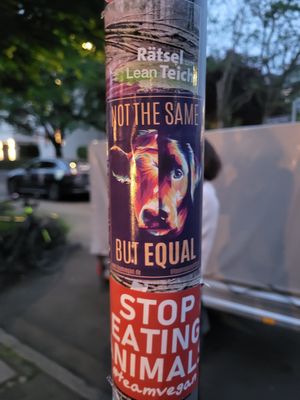 Rätsel
Lean Teich
NOT THE SAME
BUT EQUAL
STOP
EATING
ANIMAL
#teamvegan